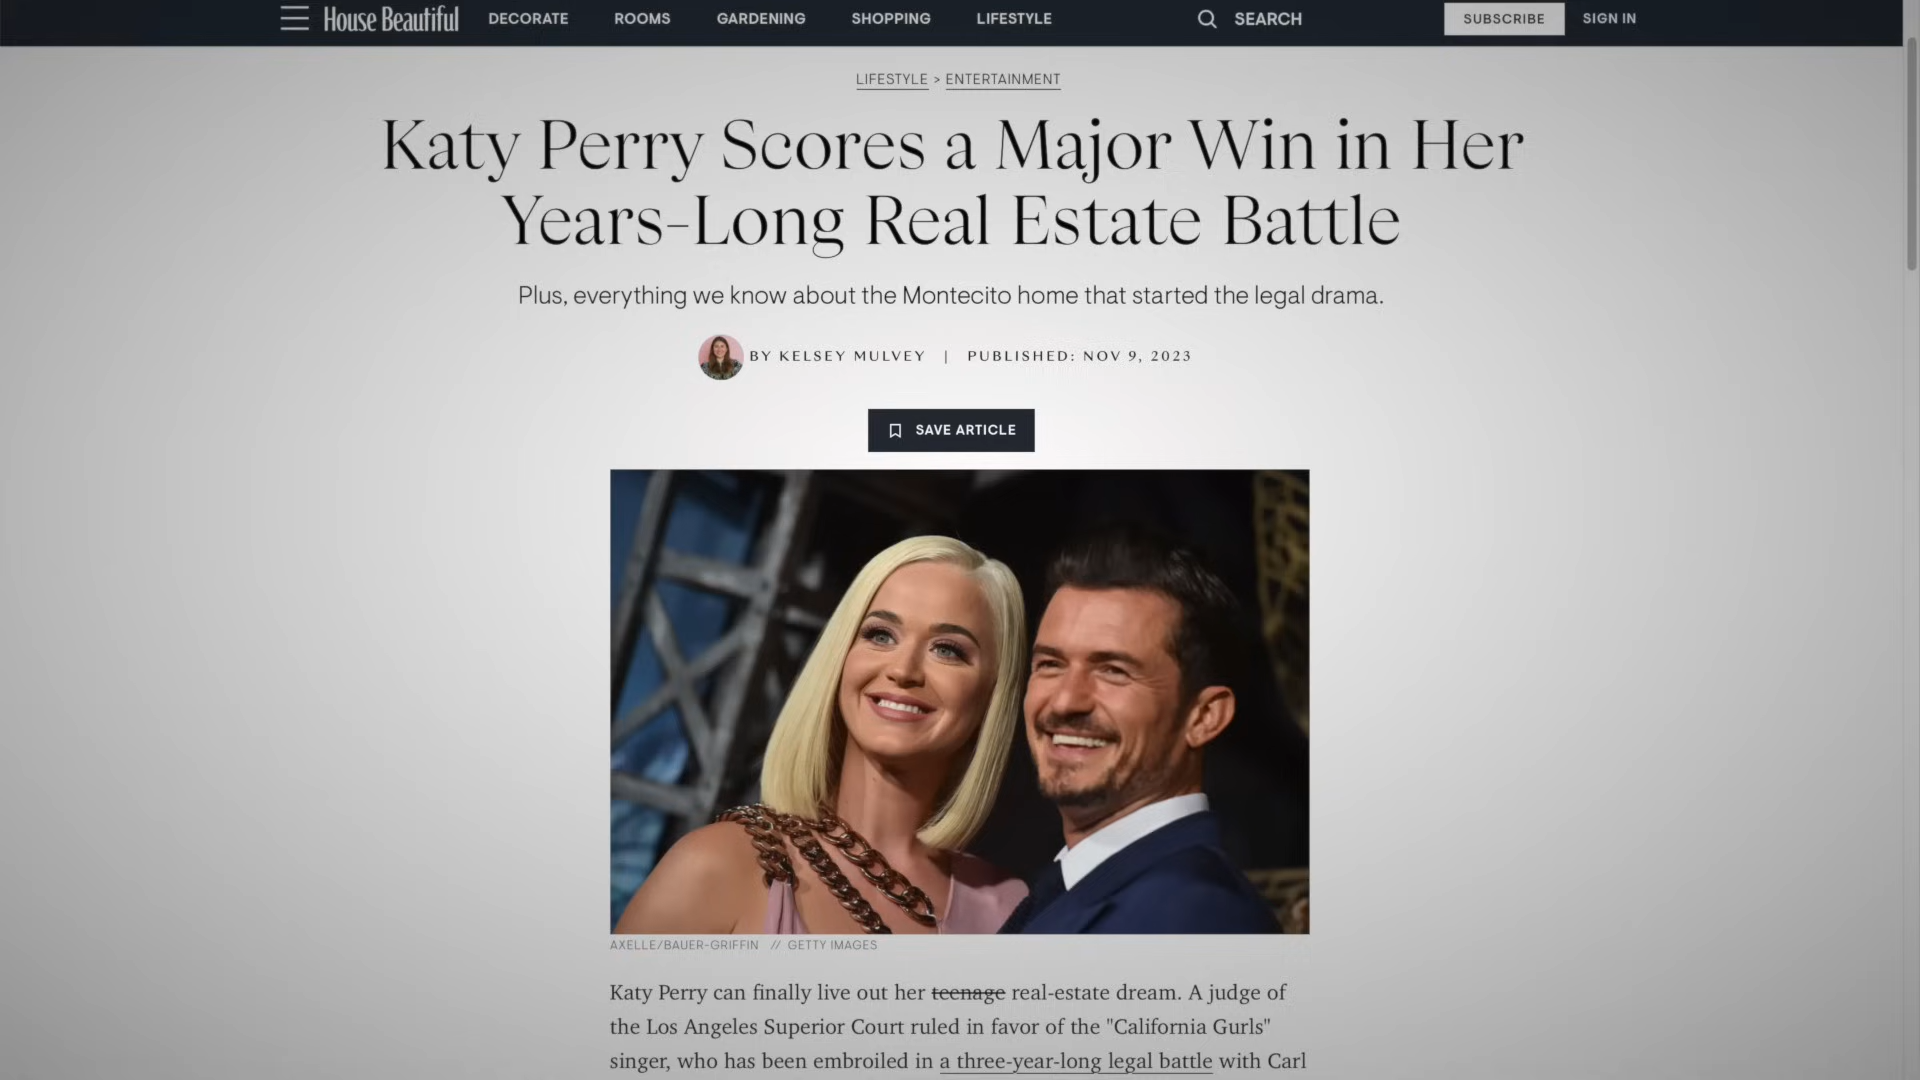 House Beautiful DECORATE ROOMS GARDENING SHOPPING LIFESTYLE SEARCH SUBSCRIBE SIGN IN
LIFESTYLE > ENTERTAINMENT
Katy Perry Scores a Major Win in Her
Years-Long Real Estate Battle
Plus, everything we know about the Montecito home that started the legal drama.
BY KELSEY MULVEY | PUBLISHED: NOV 9, 2023
SAVE ARTICLE
AXELLE/BAUER-GRIFFIN // GETTY IMAGES
Katy Perry can finally live out her teenage real-estate dream. A judge of
the Los Angeles Superior Court ruled in favor of the "California Gurls"
singer, who has been embroiled in a three-year-long legal battle with Carl